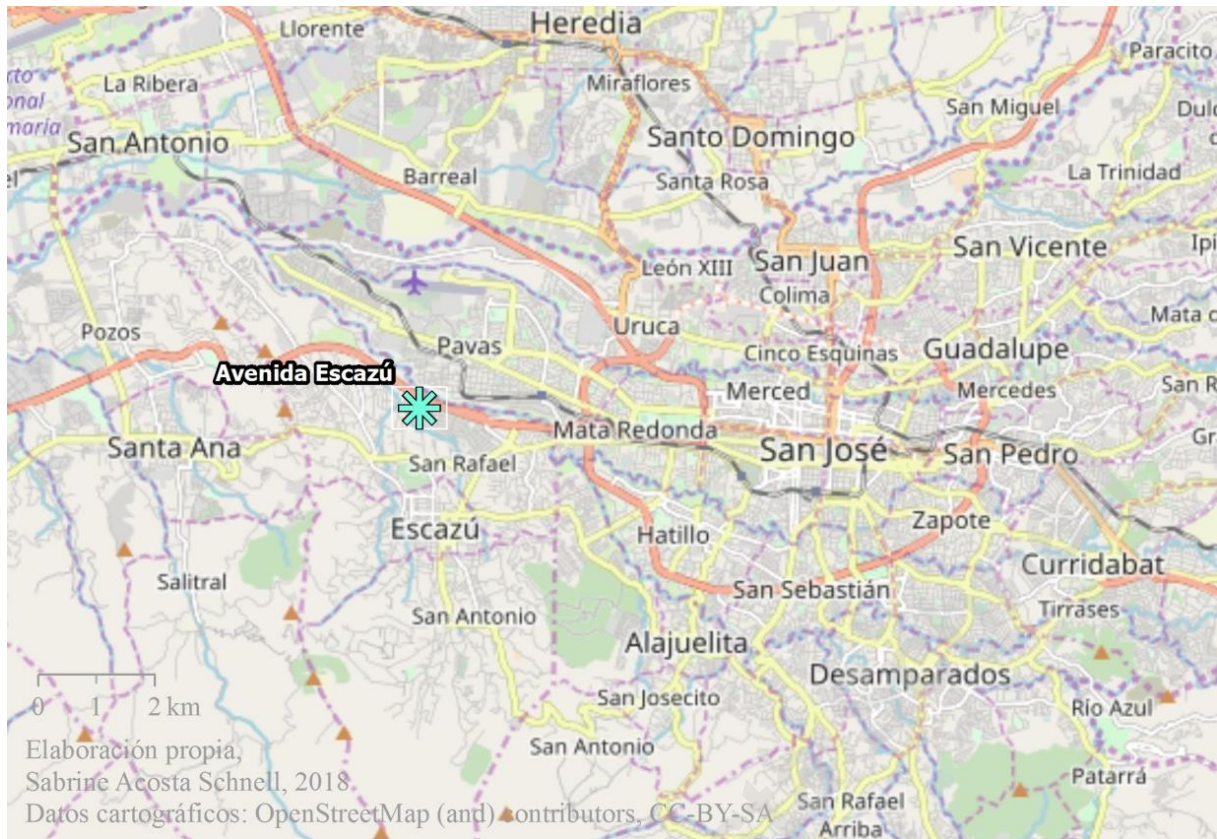 Heredia
Llorente
Paracito
Miraflores
La Ribera
San Miguel
Santo Domingo
San Antonio
La Trinidad
Barreal
Santa Rosa
San Vicente
León XIII
San Juan
Colima
Pozos
Uruca
Pavas
Cinco Esquinas
Guadalupe
Avenida Escazú
Merced
Mercedes
Mata Redonda
Santa Ana
San José
San Pedro
San Rafael
Escazú
Hatillo
Zapote
Curridabat
Salitral
San Sebastián
San Antonio
Tirrases
Alajuelita
Desamparados
San Josecito
Río Azul
0 1 2 km
San Antonio
Elaboración propia,
Sabrine Acosta Schnell, 2018
Patarrá
Datos cartográficos: OpenStreetMap (and) contributors, CC-BY-SA
San Rafael
Arriba